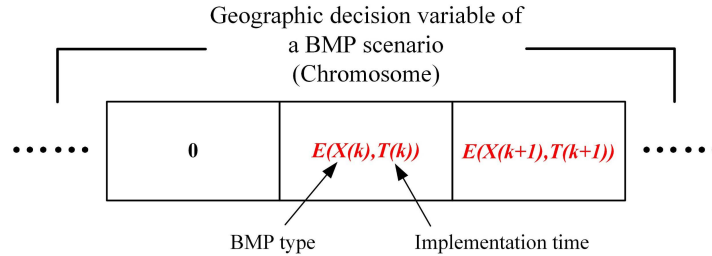 Geographic decision variable of
a BMP scenario
(Chromosome)
...... 0 E(X(k),T(k)) E(X(k+1),T(k+1)) ......
BMP type Implementation time